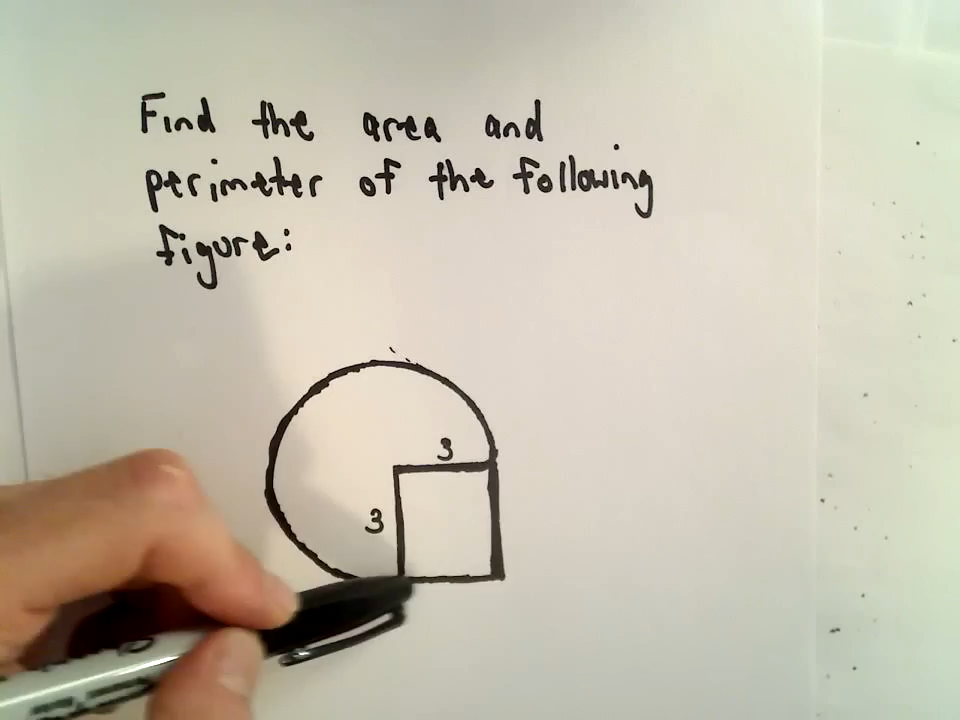 Find the area and
perimeter of the following
figure:
3
3